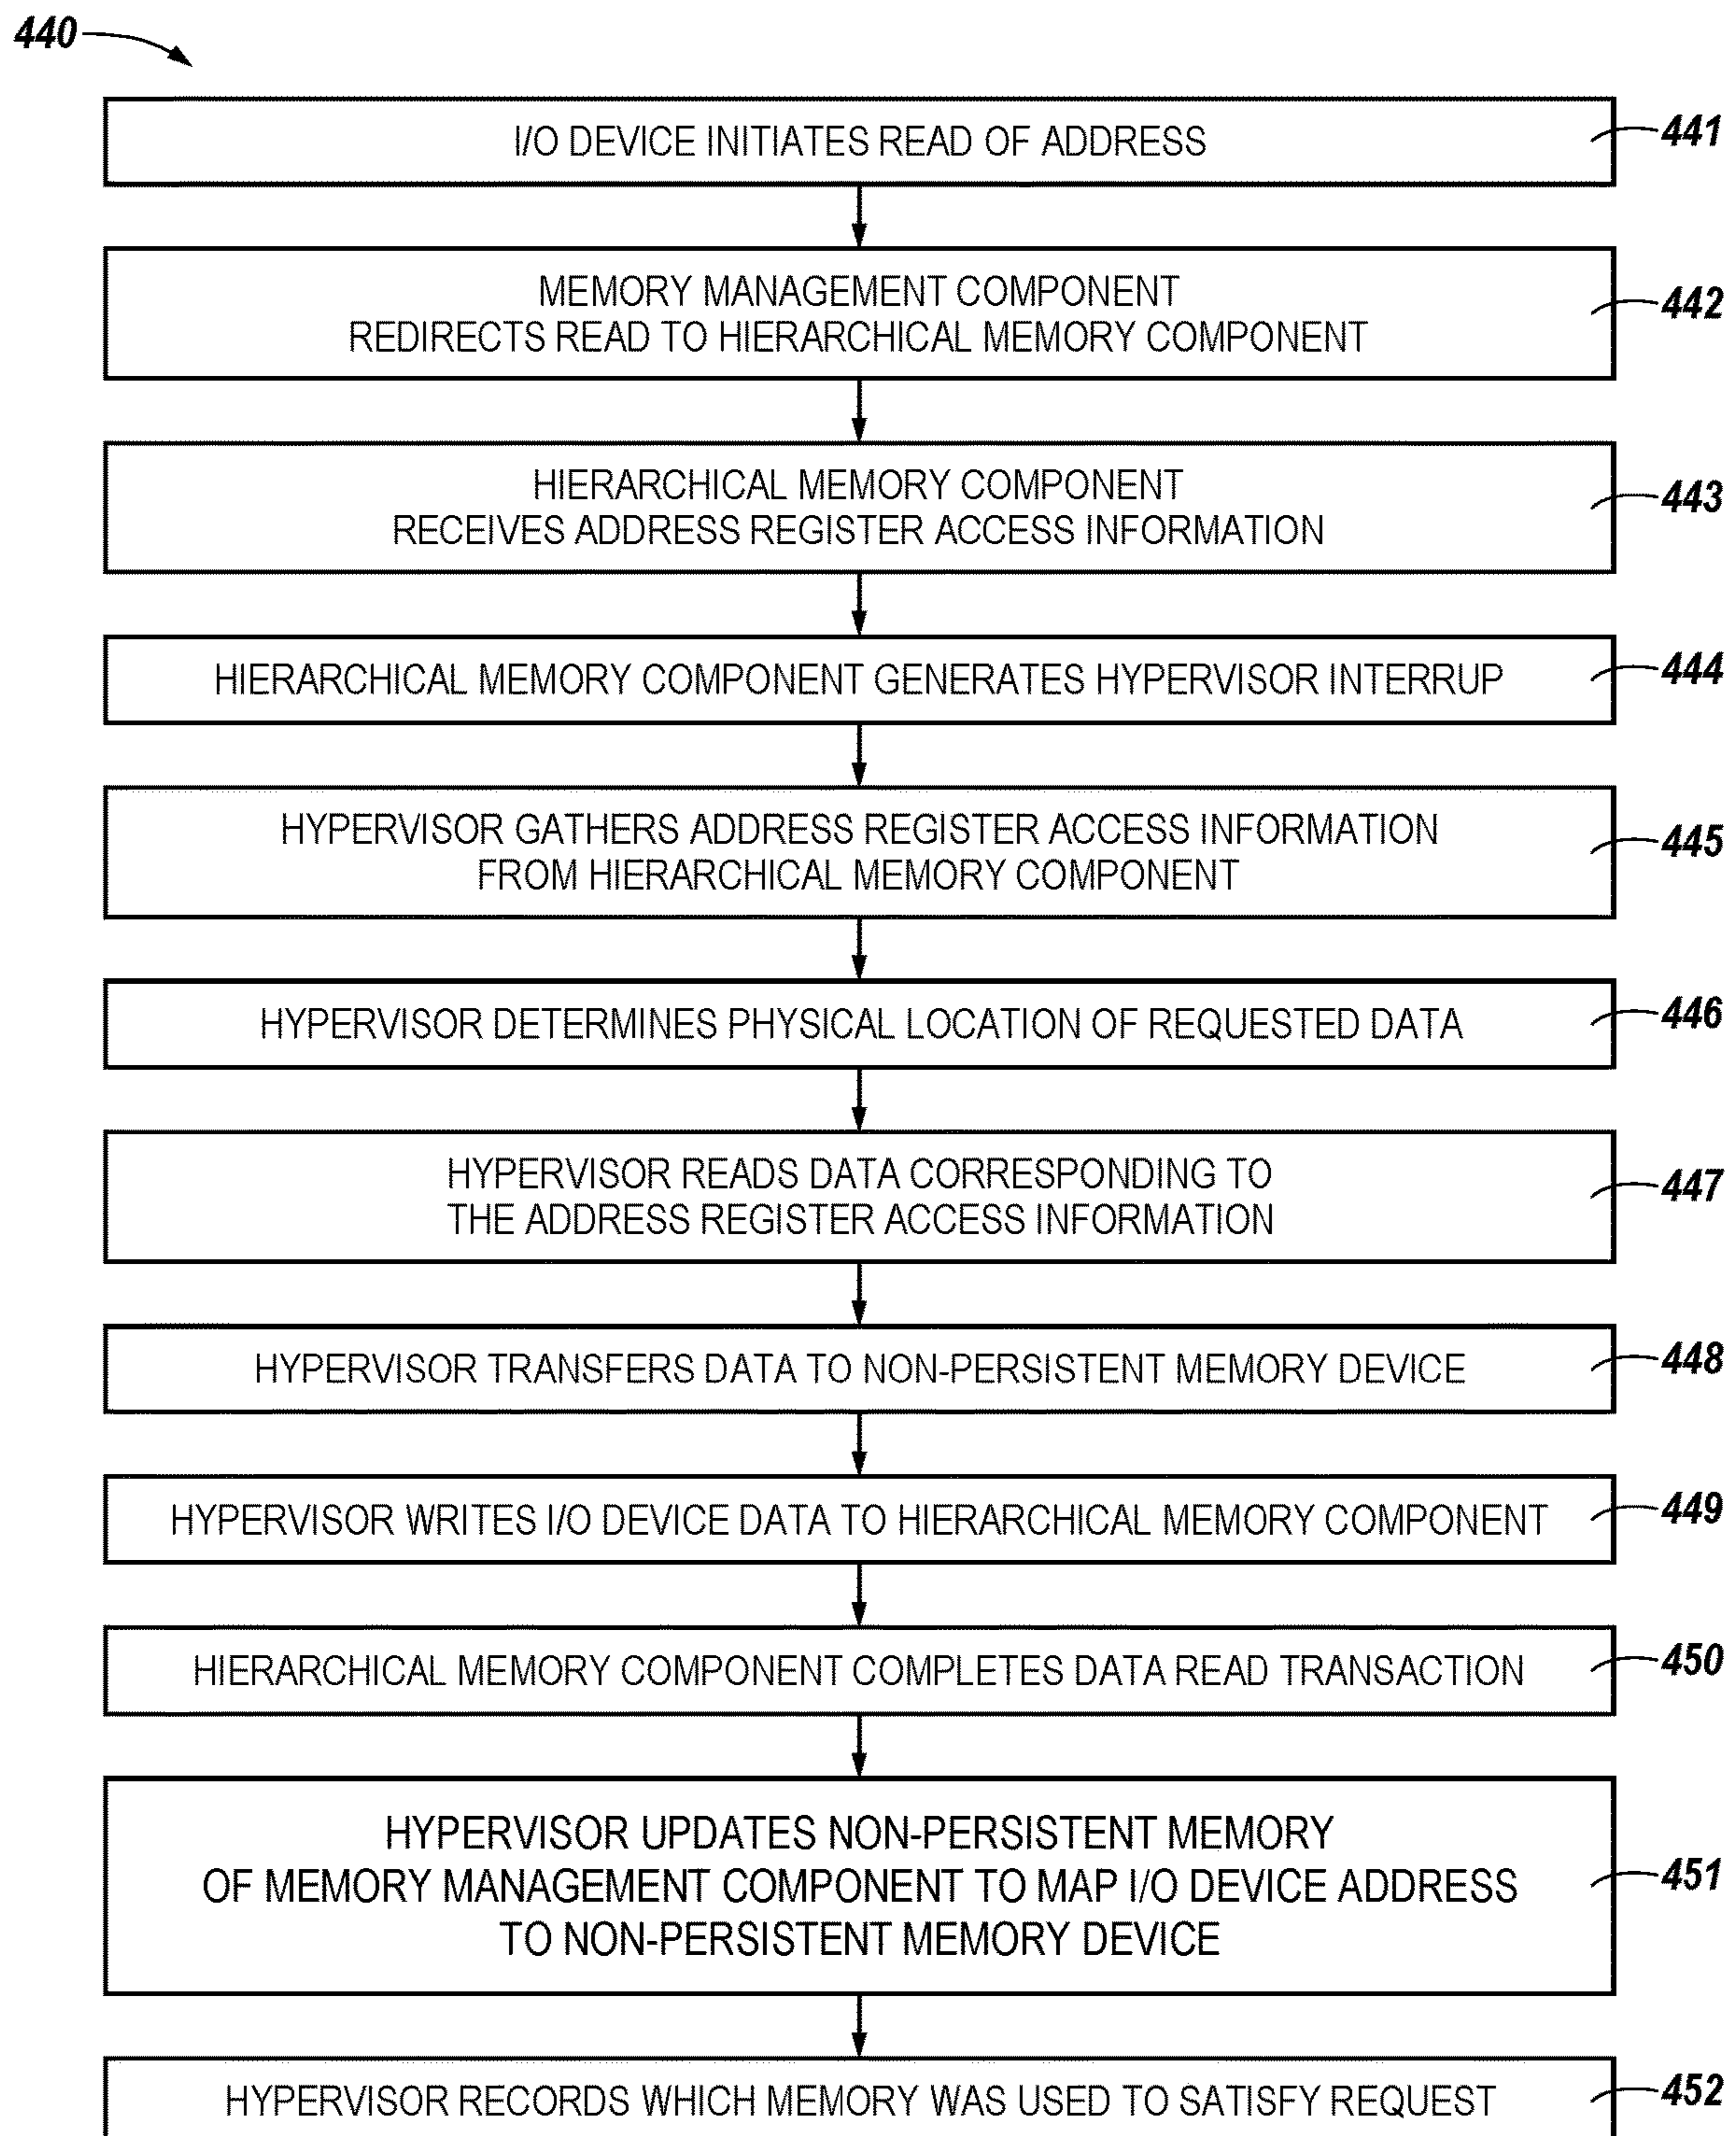 440
I/O DEVICE INITIATES READ OF ADDRESS
441
MEMORY MANAGEMENT COMPONENT
REDIRECTS READ TO HIERARCHICAL MEMORY COMPONENT
442
HIERARCHICAL MEMORY COMPONENT
RECEIVES ADDRESS REGISTER ACCESS INFORMATION
443
HIERARCHICAL MEMORY COMPONENT GENERATES HYPERVISOR INTERRUP
444
HYPERVISOR GATHERS ADDRESS REGISTER ACCESS INFORMATION
FROM HIERARCHICAL MEMORY COMPONENT
445
HYPERVISOR DETERMINES PHYSICAL LOCATION OF REQUESTED DATA
446
HYPERVISOR READS DATA CORRESPONDING TO
THE ADDRESS REGISTER ACCESS INFORMATION
447
HYPERVISOR TRANSFERS DATA TO NON-PERSISTENT MEMORY DEVICE
448
HYPERVISOR WRITES I/O DEVICE DATA TO HIERARCHICAL MEMORY COMPONENT
449
HIERARCHICAL MEMORY COMPONENT COMPLETES DATA READ TRANSACTION
450
HYPERVISOR UPDATES NON-PERSISTENT MEMORY
OF MEMORY MANAGEMENT COMPONENT TO MAP I/O DEVICE ADDRESS
TO NON-PERSISTENT MEMORY DEVICE
451
HYPERVISOR RECORDS WHICH MEMORY WAS USED TO SATISFY REQUEST
452